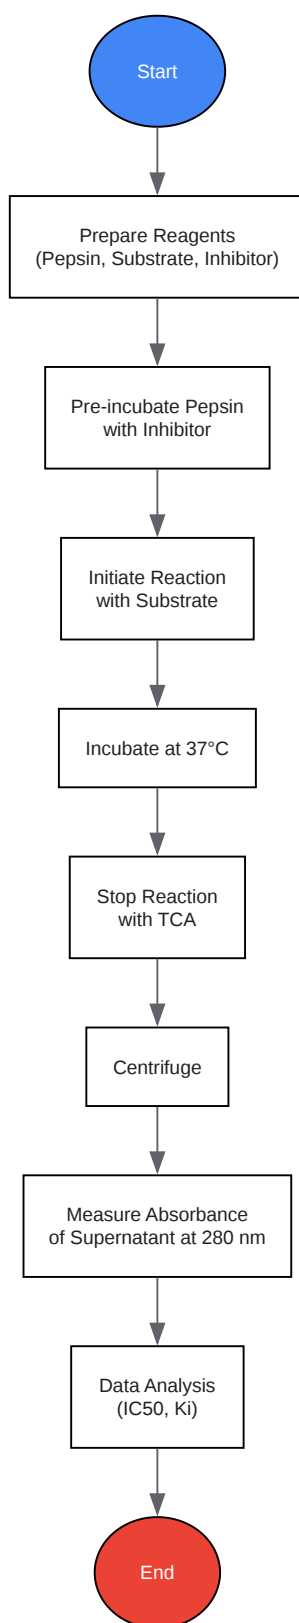 Start
Prepare Reagents
(Pepsin, Substrate, Inhibitor)
Pre-incubate Pepsin
with Inhibitor
Initiate Reaction
with Substrate
Incubate at 37°C
Stop Reaction
with TCA
Centrifuge
Measure Absorbance
of Supernatant at 280 nm
Data Analysis
(IC50, Ki)
End